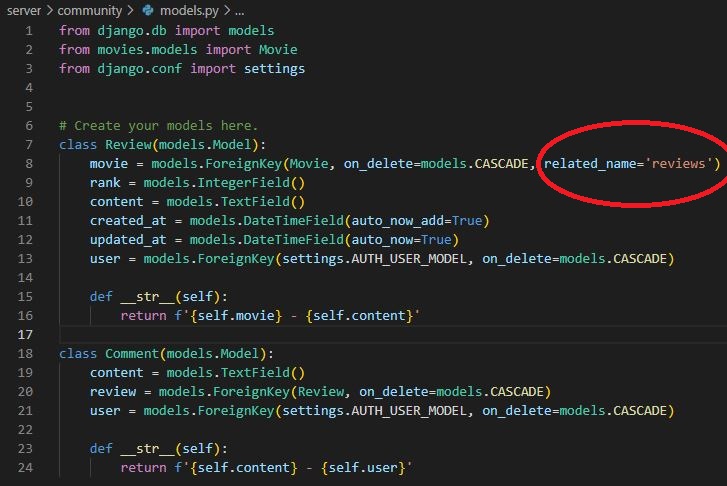 server > community > models.py > ...
1 from django.db import models
2 from movies.models import Movie
3 from django.conf import settings
4
5
6 # Create your models here.
7 class Review(models.Model):
8     movie = models.ForeignKey(Movie, on_delete=models.CASCADE, related_name='reviews')
9     rank = models.IntegerField()
10     content = models.TextField()
11     created_at = models.DateTimeField(auto_now_add=True)
12     updated_at = models.DateTimeField(auto_now=True)
13     user = models.ForeignKey(settings.AUTH_USER_MODEL, on_delete=models.CASCADE)
14
15     def __str__(self):
16         return f'{self.movie} - {self.content}'
17
18 class Comment(models.Model):
19     content = models.TextField()
20     review = models.ForeignKey(Review, on_delete=models.CASCADE)
21     user = models.ForeignKey(settings.AUTH_USER_MODEL, on_delete=models.CASCADE)
22
23     def __str__(self):
24         return f'{self.content} - {self.user}'